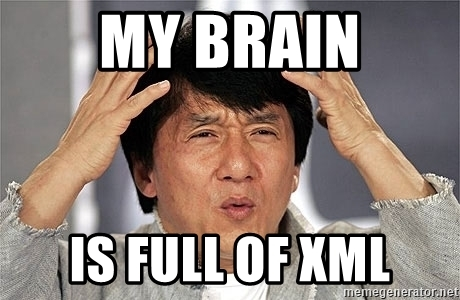 MY BRAIN
IS FULL OF XML
memegenerator.net